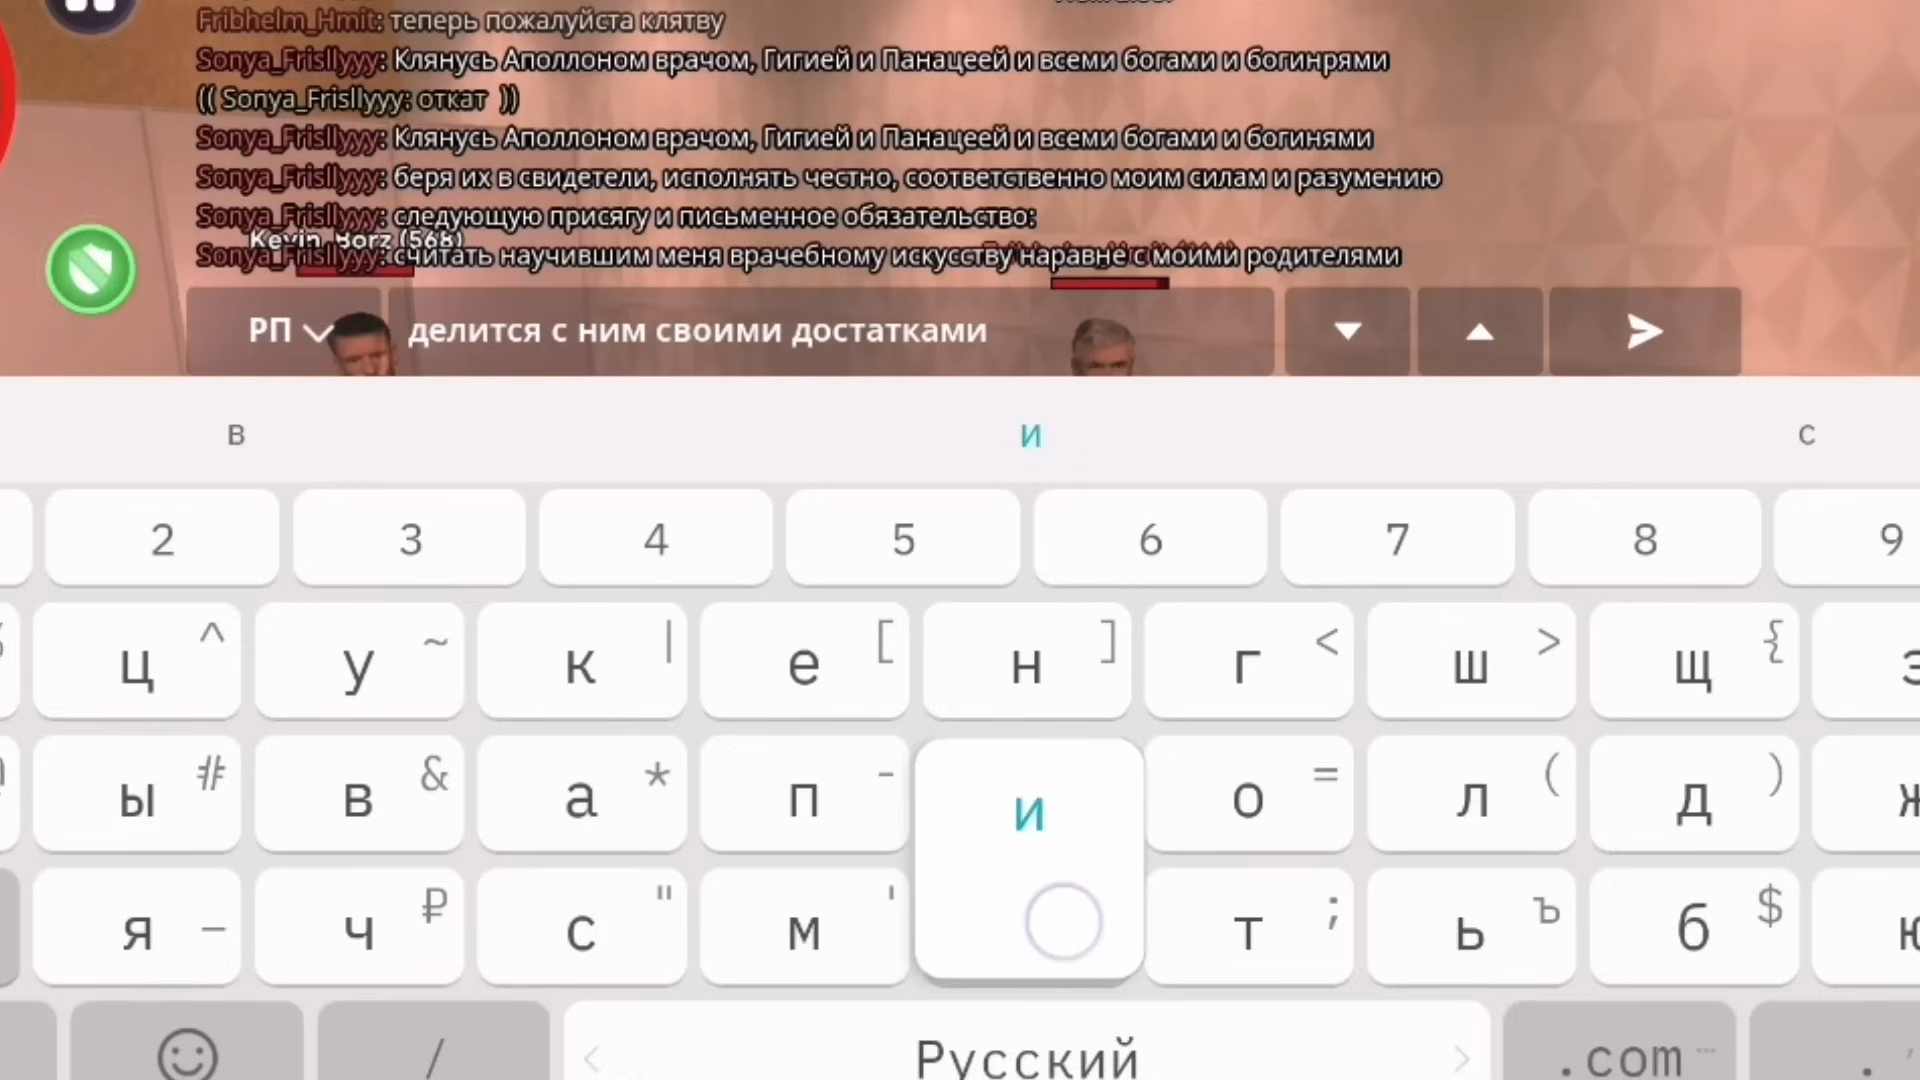 Fribhelm_Hmit: теперь пожалуйста клятву
Sonya_Frisllyyy: Клянусь Аполлоном врачом, Гигией и Панацеей и всеми богами и богинрями
(( Sonya_Frisllyyy: откат ))
Sonya_Frisllyyy: Клянусь Аполлоном врачом, Гигией и Панацеей и всеми богами и богинями
Sonya_Frisllyyy: беря их в свидетели, исполнять честно, соответственно моим силам и разумению
Sonya_Frisllyyy: следующую присягу и письменное обязательство:
Kevin_Borz (568)
Sonya_Frisllyyy: считать научившим меня врачебному искусству наравне с моими родителями
РП делится с ним своими достатками
в и с
2 3 4 5 6 7 8 9
ц ^ у ~ к | е [ н ] г < ш > щ { з
ы # в & а * п - и о = л ( д ) ж
я — ч ₽ с " м ' т ; ь ъ б $ ю
/ < Русский > .com .